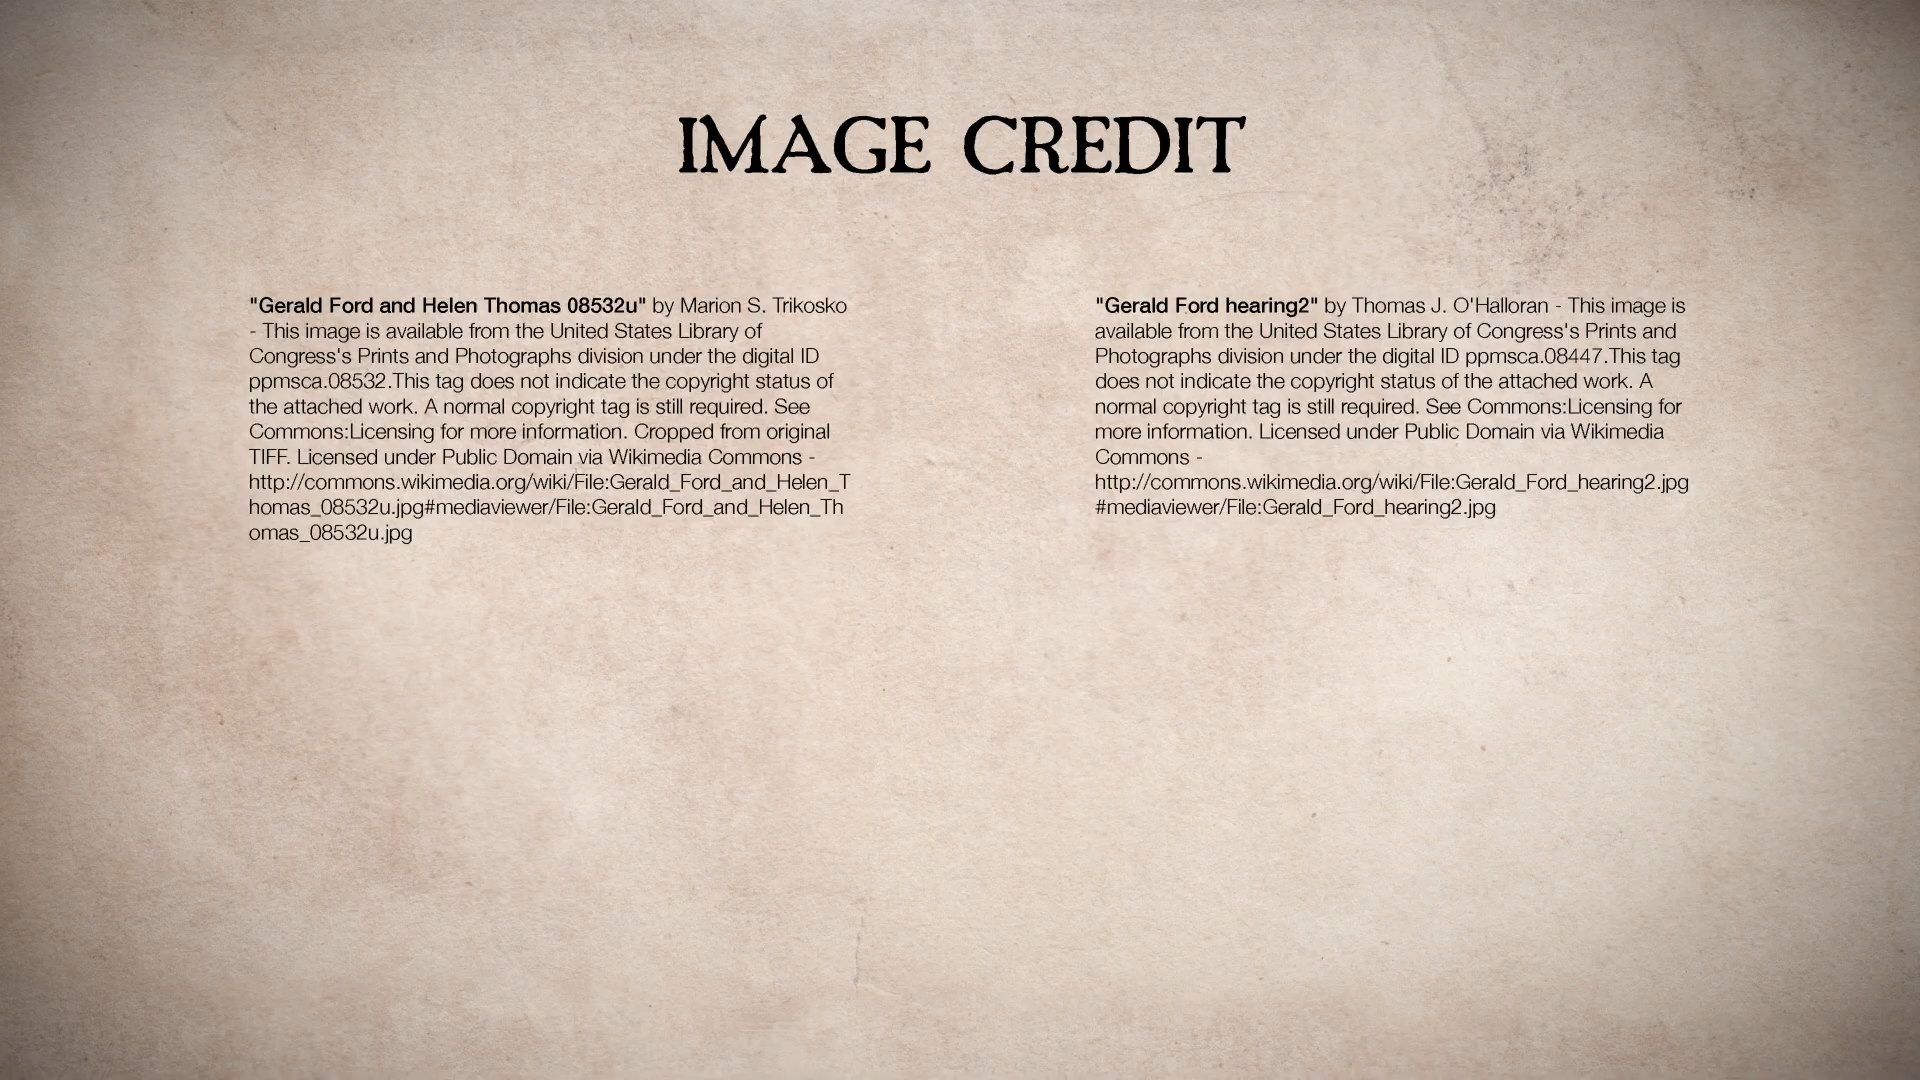 IMAGE CREDIT
"Gerald Ford and Helen Thomas 08532u" by Marion S. Trikosko
- This image is available from the United States Library of
Congress's Prints and Photographs division under the digital ID
ppmsca.08532.This tag does not indicate the copyright status of
the attached work. A normal copyright tag is still required. See
Commons:Licensing for more information. Cropped from original
TIFF. Licensed under Public Domain via Wikimedia Commons -
http://commons.wikimedia.org/wiki/File:Gerald_Ford_and_Helen_T
homas_08532u.jpg#mediaviewer/File:Gerald_Ford_and_Helen_Th
omas_08532u.jpg
"Gerald Ford hearing2" by Thomas J. O'Halloran - This image is
available from the United States Library of Congress's Prints and
Photographs division under the digital ID ppmsca.08447.This tag
does not indicate the copyright status of the attached work. A
normal copyright tag is still required. See Commons:Licensing for
more information. Licensed under Public Domain via Wikimedia
Commons -
http://commons.wikimedia.org/wiki/File:Gerald_Ford_hearing2.jpg
#mediaviewer/File:Gerald_Ford_hearing2.jpg